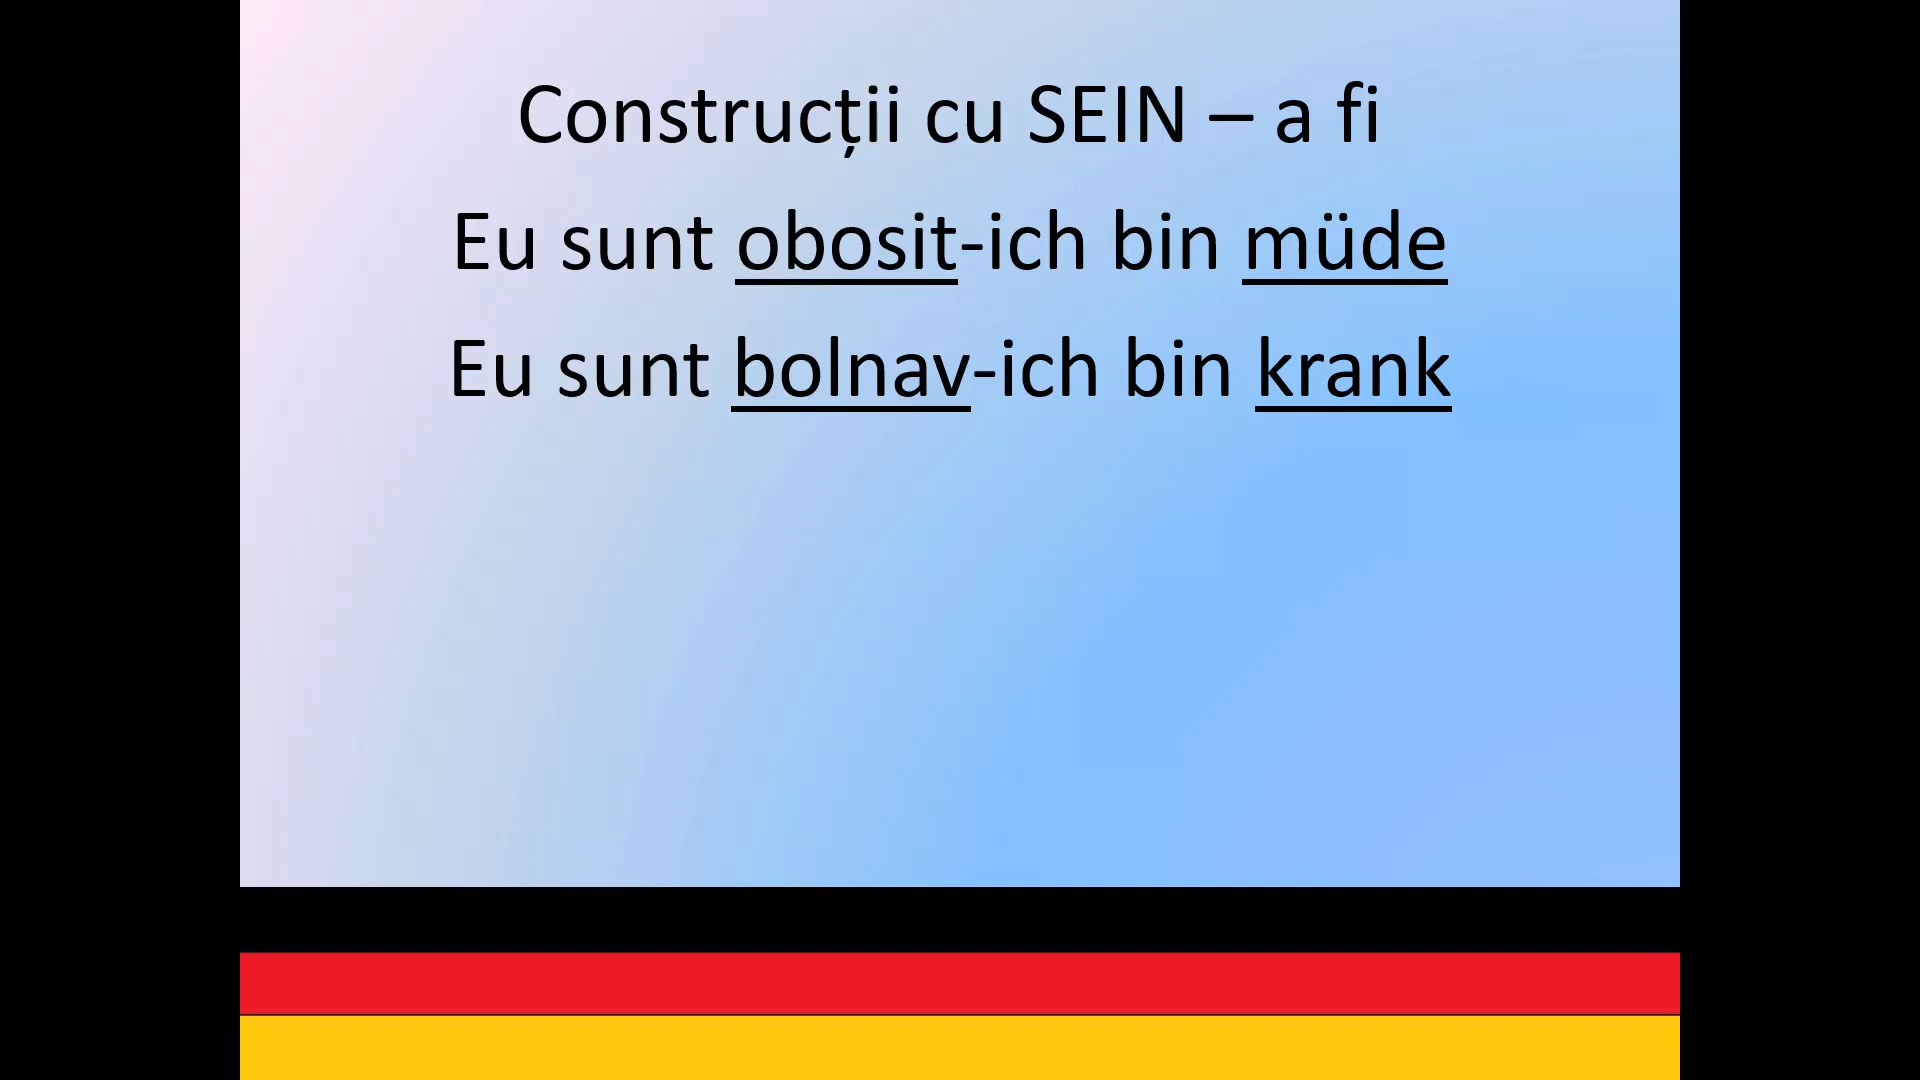 Construcții cu SEIN – a fi
Eu sunt obosit-ich bin müde
Eu sunt bolnav-ich bin krank